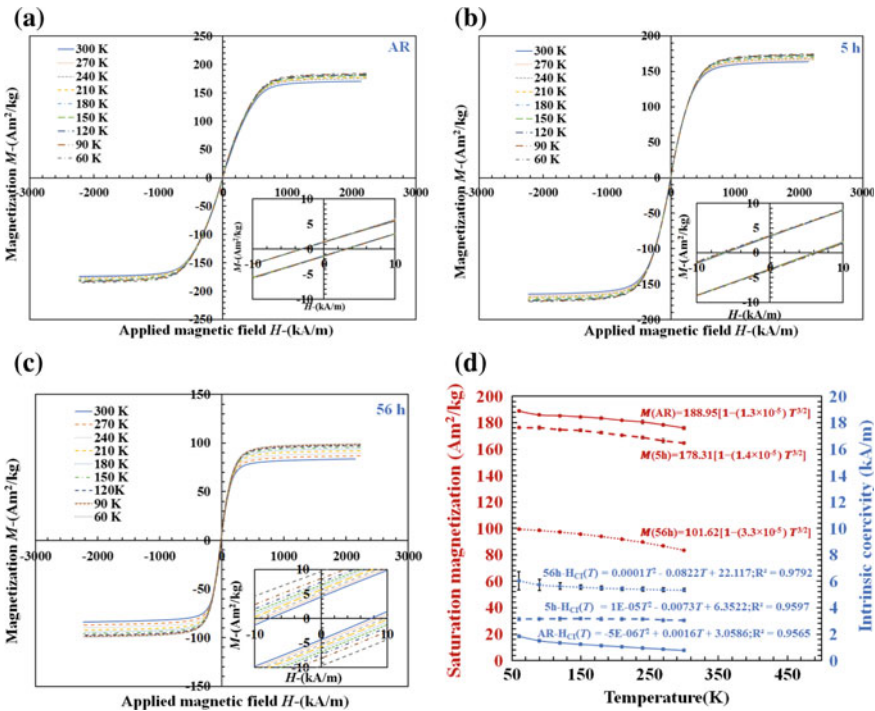 (a)
250
AR
200
150
100
50
0
-3000 -2000 -1000 0 1000 2000 3000
-50
-100
-150
-200
-250
300 K
270 K
240 K
210 K
180 K
150 K
120 K
90 K
60 K
10
5
0
-5
-10
-10 0 10
M-(Am²/kg)
H-(kA/m)
Magnetization M-(Am²/kg)
Applied magnetic field H-(kA/m)
(b)
200
5 h
150
100
50
0
-3000 -2000 -1000 0 1000 2000 3000
-50
-100
-150
-200
300 K
270 K
240 K
210 K
180 K
150 K
120 K
90 K
60 K
10
5
0
-5
-10
-10 0 10
M-(Am²/kg)
H-(kA/m)
Magnetization M-(Am²/kg)
Applied magnetic field H-(kA/m)
(c)
150
56 h
100
50
0
-3000 -2000 -1000 0 1000 2000 3000
-50
-100
-150
300 K
270 K
240 K
210 K
180 K
150 K
120K
90 K
60 K
10
5
0
-5
-10
-10 0 10
M-(Am²/kg)
H-(kA/m)
Magnetization M-(Am²/kg)
Applied magnetic field H-(kA/m)
(d)
200
180
160
140
120
100
80
60
40
20
0
Saturation magnetization (Am²/kg)
M(AR)=188.95[1−(1.3×10⁻⁵) T³ᐟ²]
M(5h)=178.31[1−(1.4×10⁻⁵) T³ᐟ²]
M(56h)=101.62[1−(3.3×10⁻⁵) T³ᐟ²]
56h-H_CI(T) = 0.0001T² - 0.0822T + 22.117;R² = 0.9792
5h-H_CI(T) = 1E-05T² - 0.0073T + 6.3522;R² = 0.9597
AR-H_CI(T) = -5E-06T² + 0.0016T + 3.0586;R² = 0.9565
20
18
16
14
12
10
8
6
4
2
0
Intrinsic coercivity (kA/m)
50 150 250 350 450
Temperature(K)